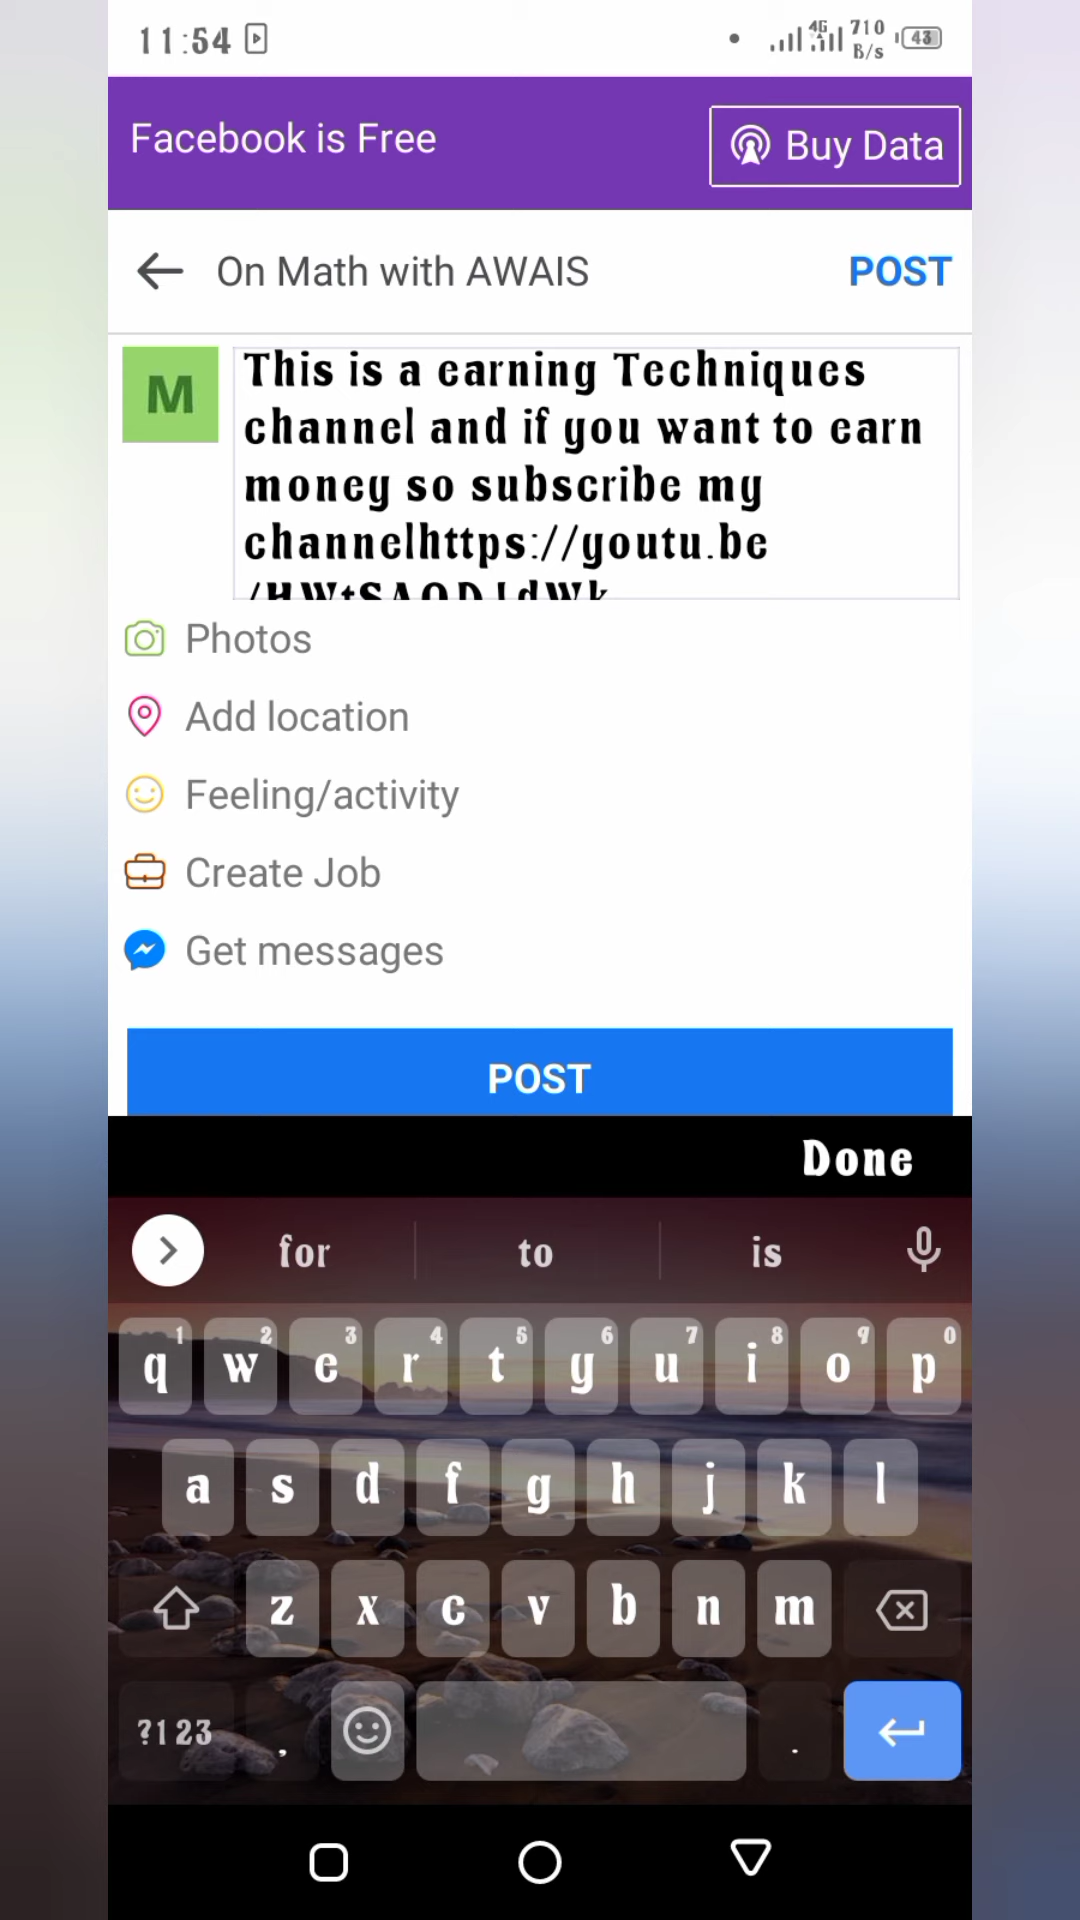 11:54
4G 710 B/s 43
Facebook is Free
Buy Data
On Math with AWAIS
POST
M
This is a earning Techniques
channel and if you want to earn
money so subscribe my
channelhttps://youtu.be
Photos
Add location
Feeling/activity
Create Job
Get messages
POST
Done
for to is
1 2 3 4 5 6 7 8 9 0
q w e r t y u i o p
a s d f g h j k l
z x c v b n m
?123 , .